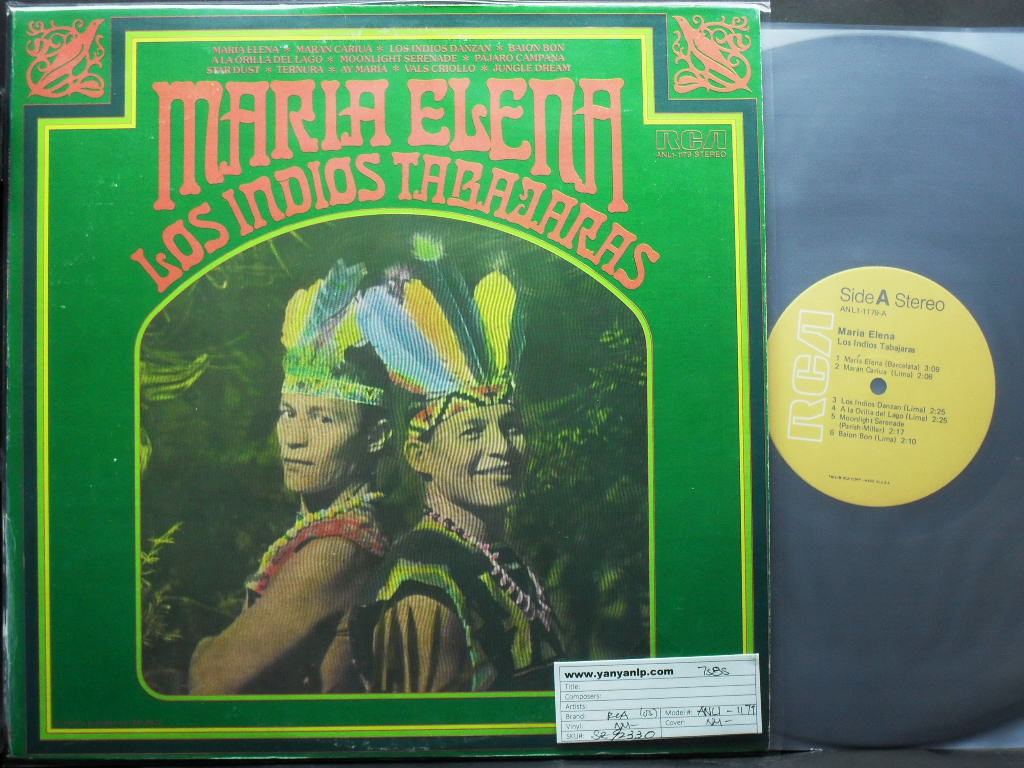 MARIA ELENA * MARAN CARIUA * LOS INDIOS DANZAN * BAION BON
A LA ORILLA DEL LAGO * MOONLIGHT SERENADE * PAJARO CAMPANA
STAR DUST * TERNURA * AY MARIA * VALS CRIOLLO * JUNGLE DREAM
MARIA ELENA
LOS INDIOS TABAJARAS
RCA
ANL1-1179 STEREO
Side A Stereo
ANL1-1179-A
RCA
Maria Elena
Los Indios Tabajaras
1 Maria Elena (Barcelata) 3:09
2 Maran Cariua (Lima) 2:06
3 Los Indios Danzan (Lima) 2:25
4 A la Orilla del Lago (Lima) 2:25
5 Moonlight Serenade
(Parish-Miller) 2:17
6 Baion Bon (Lima) 2:10
www.yanyanlp.com 7sBs
Title:
Composers:
Artists:
Brand: RCA (US) Model #: ANL1-1179
Vinyl: NM- Cover: NM-
SKU#: SR-92330